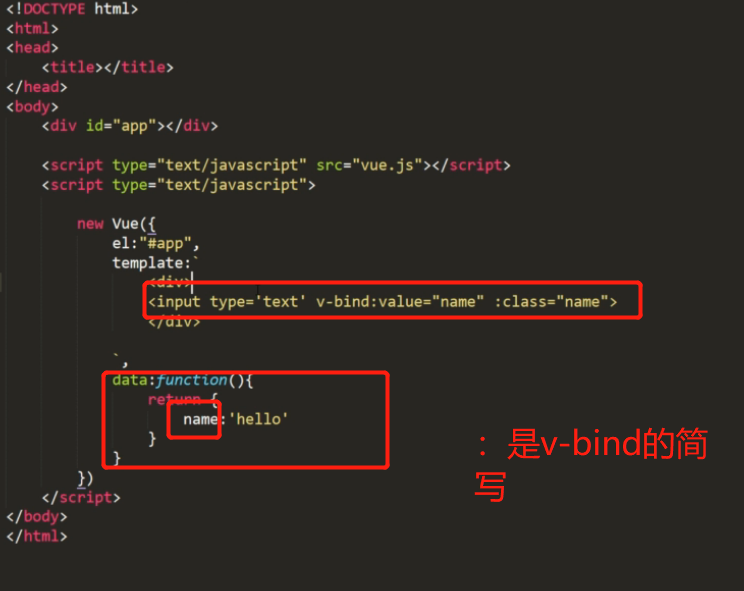 <!DOCTYPE html>
<html>
<head>
    <title></title>
</head>
<body>
    <div id="app"></div>
    <script type="text/javascript" src="vue.js"></script>
    <script type="text/javascript">
        new Vue({
            el:"#app",
            template:`
                <div>
                <input type='text' v-bind:value="name" :class="name">
                </div>
            `,
            data:function(){
                return {
                    name:'hello'
                }
            }
        })
    </script>
</body>
</html>
：是v-bind的简
写